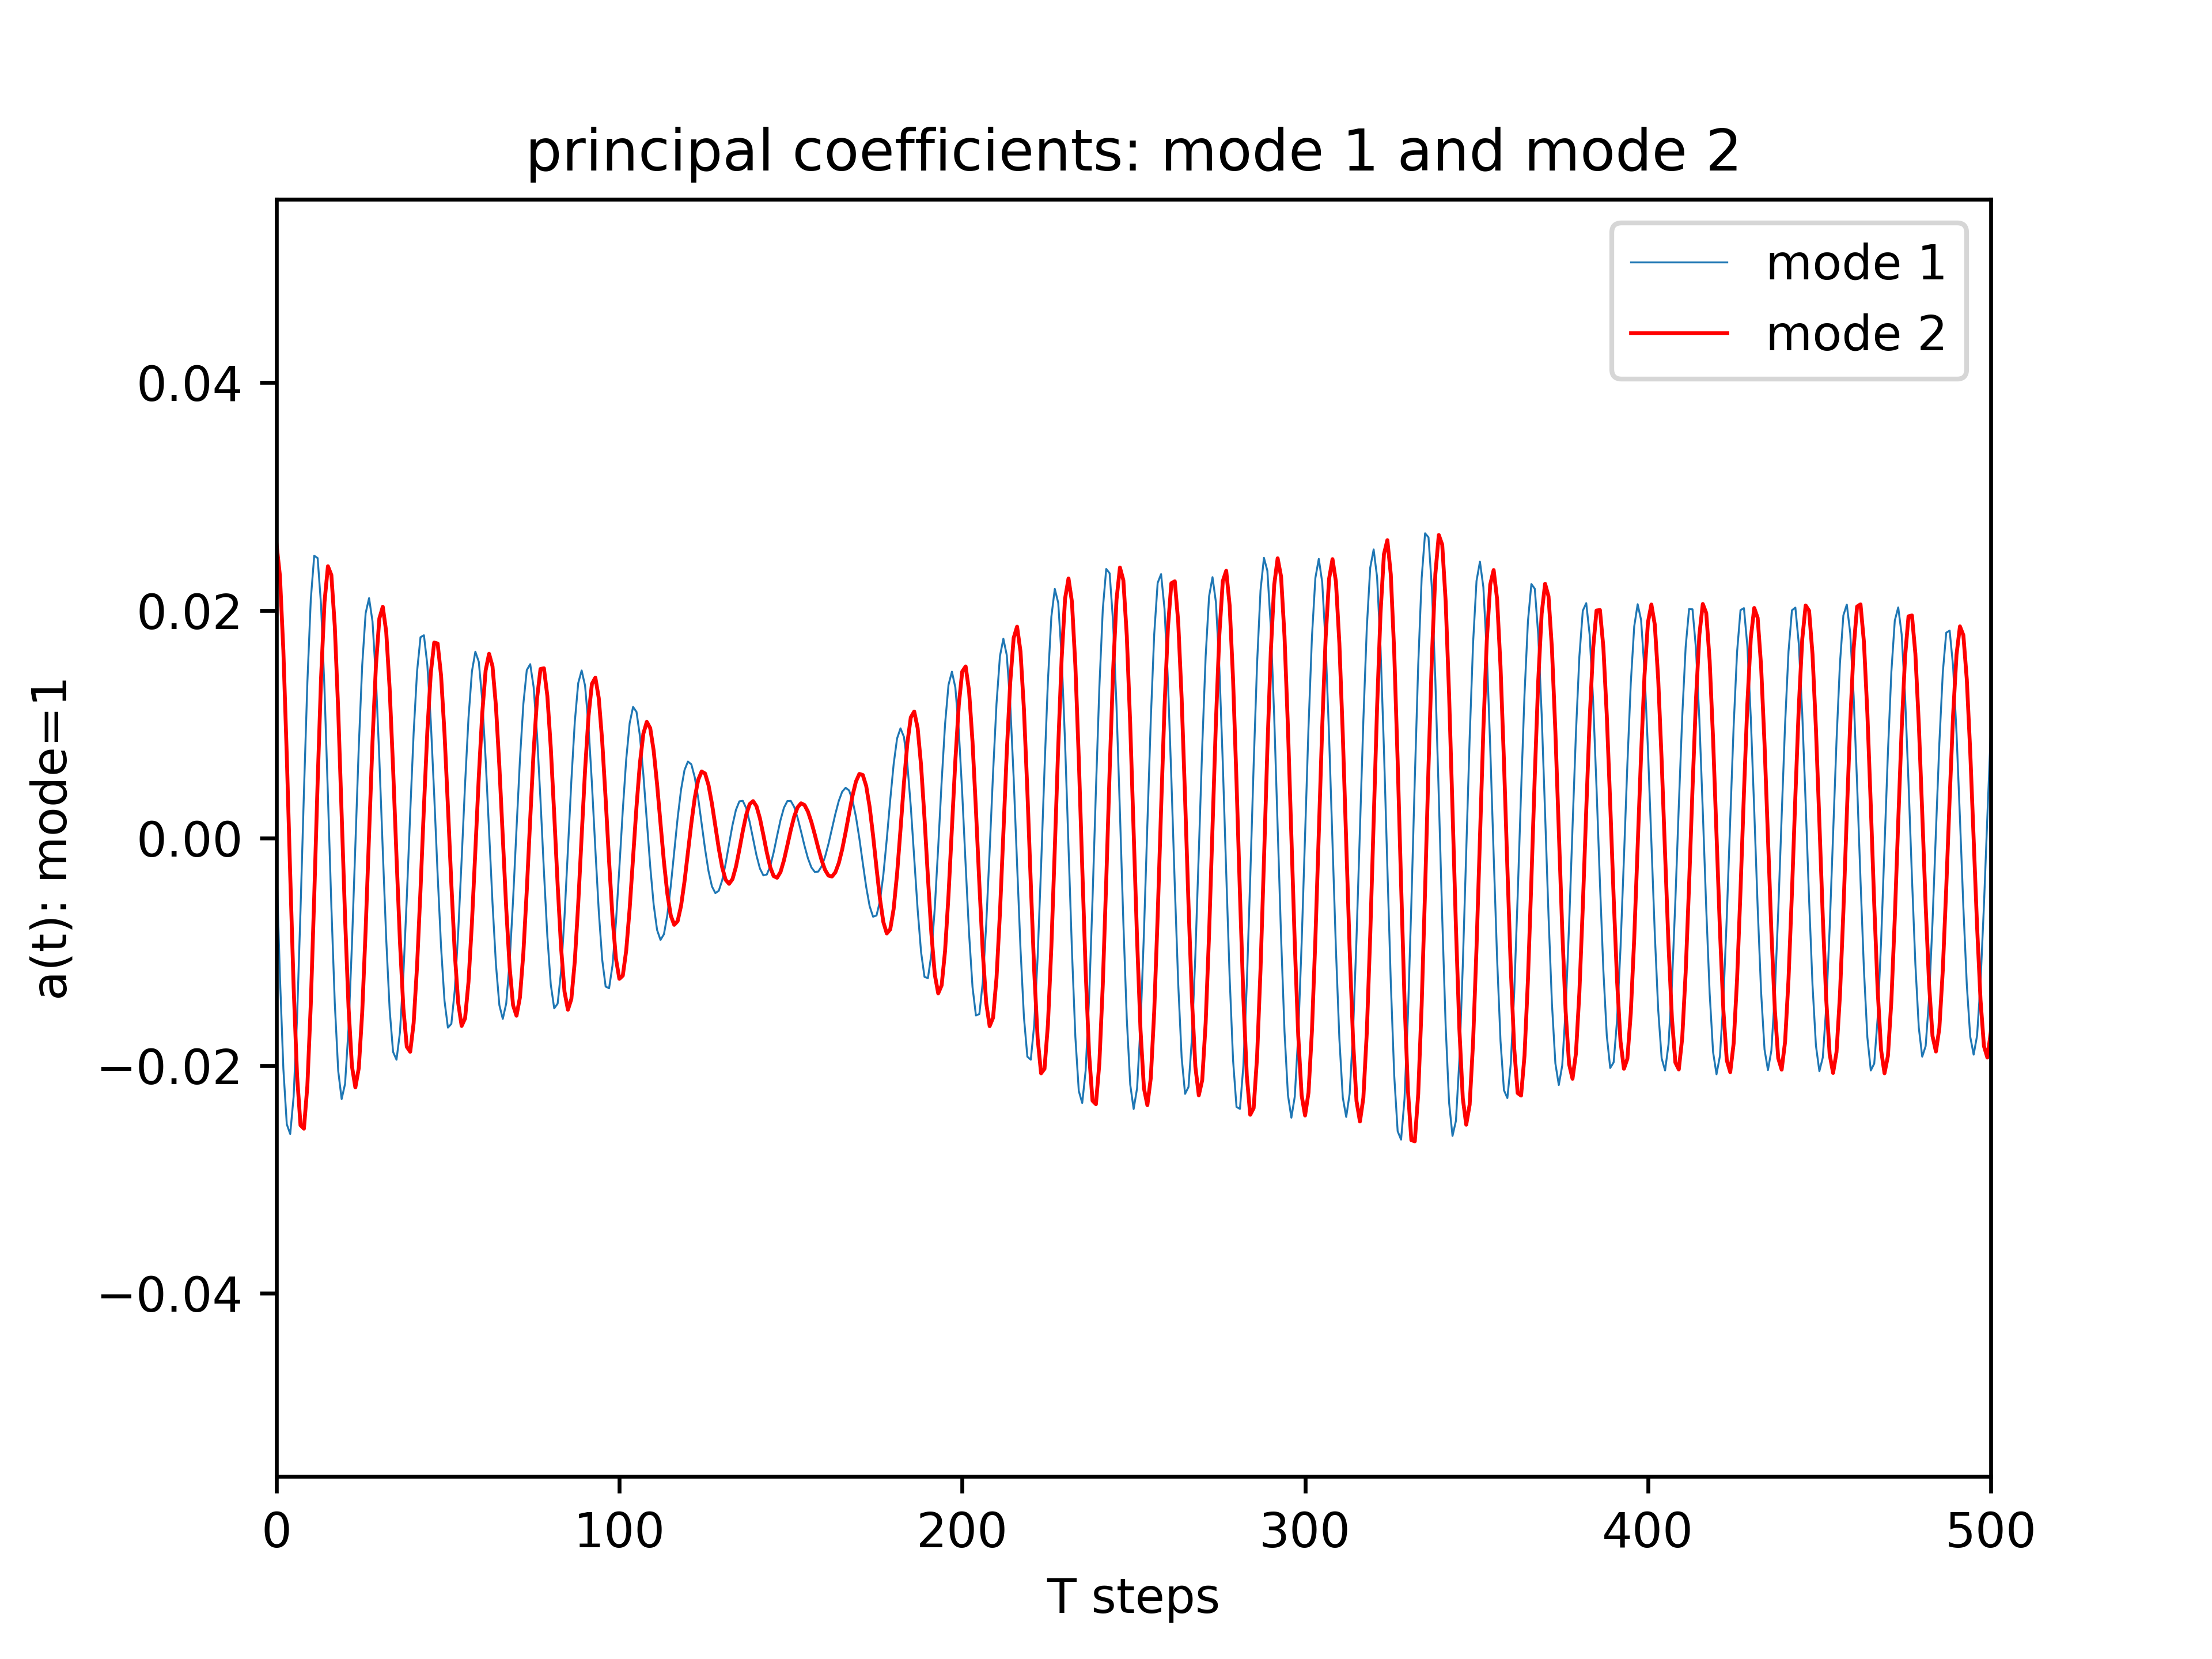 principal coefficients: mode 1 and mode 2
mode 1
mode 2
a(t): mode=1
0.04
0.02
0.00
−0.02
−0.04
0 100 200 300 400 500
T steps